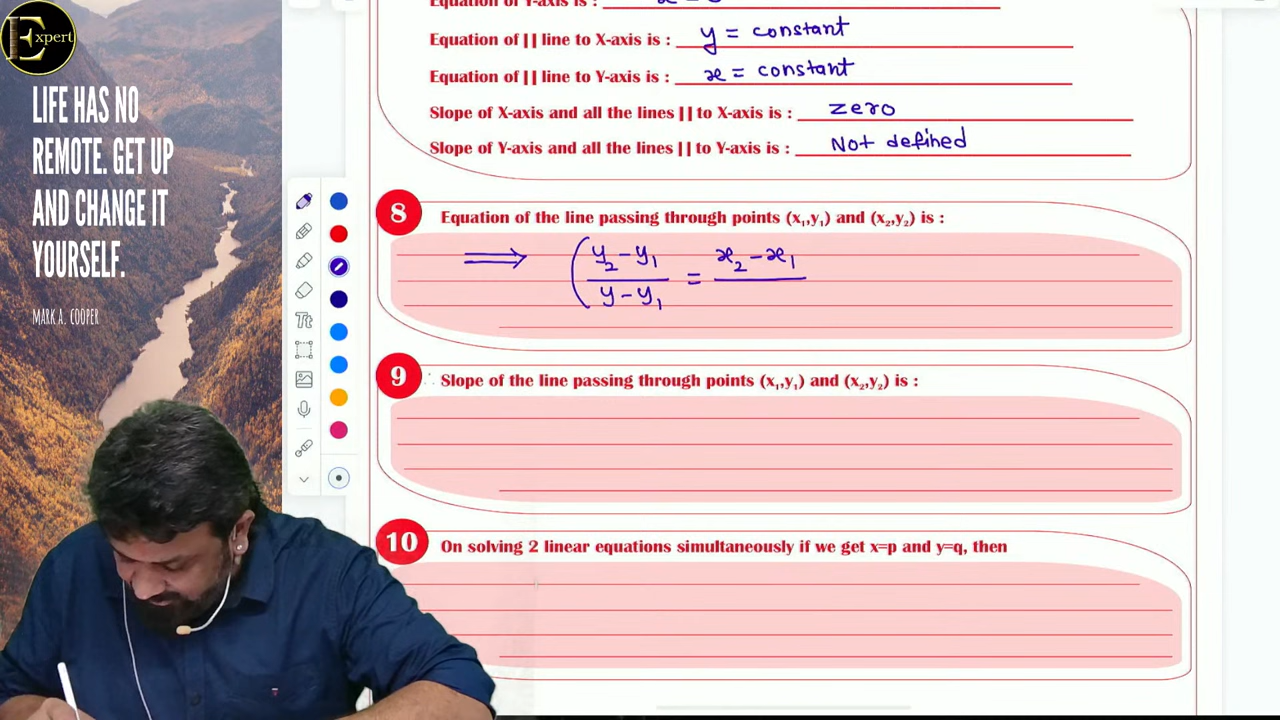 Expert
LIFE HAS NO
REMOTE. GET UP
AND CHANGE IT
YOURSELF.
MARK A. COOPER
Equation of Y-axis is :
Equation of || line to X-axis is : y = constant
Equation of || line to Y-axis is : x = constant
Slope of X-axis and all the lines || to X-axis is : zero
Slope of Y-axis and all the lines || to Y-axis is : Not defined
8 Equation of the line passing through points (x₁,y₁) and (x₂,y₂) is :
⟹ ( y₂ - y₁ = x₂ - x₁
y - y₁
9 ∴ Slope of the line passing through points (x₁,y₁) and (x₂,y₂) is :
Tt
10 On solving 2 linear equations simultaneously if we get x=p and y=q, then